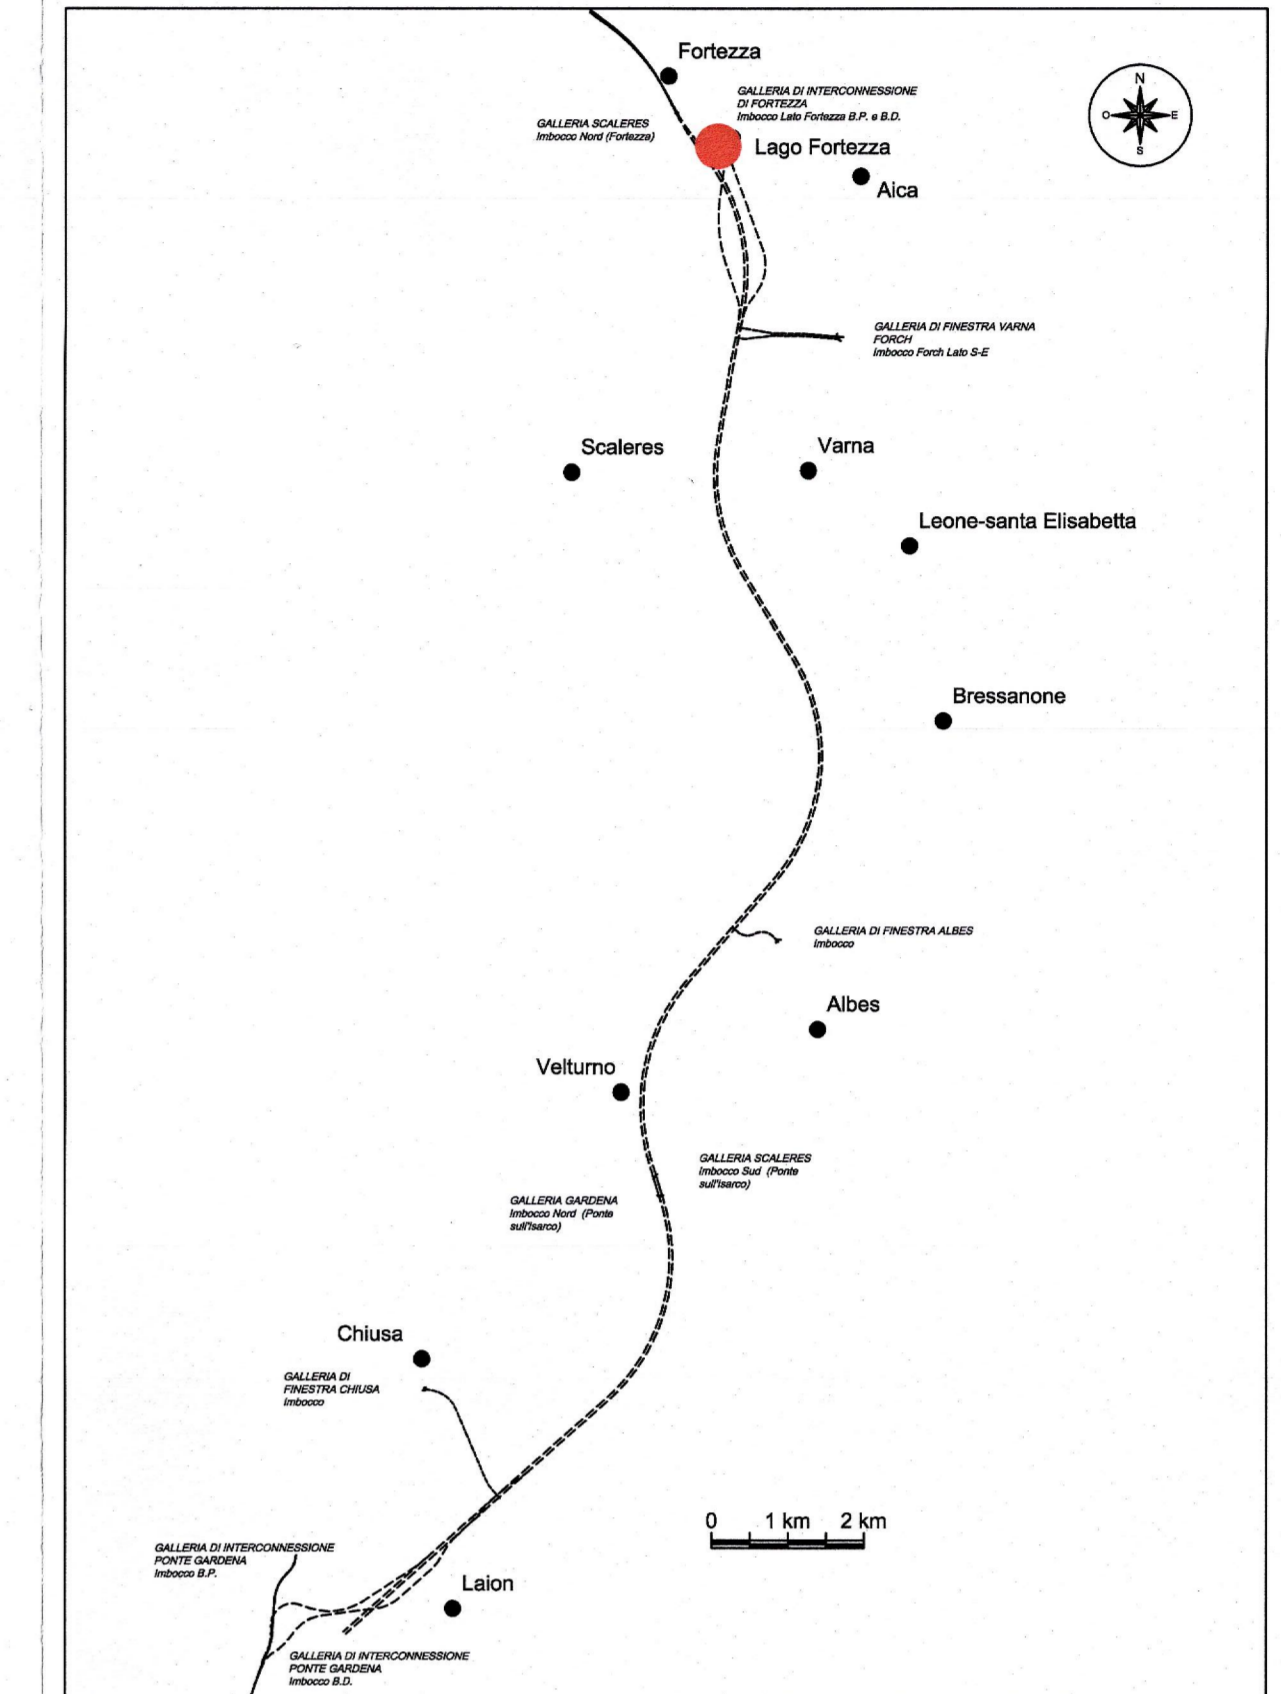 Fortezza
GALLERIA DI INTERCONNESSIONE
DI FORTEZZA
Imbocco Lato Fortezza B.P. e B.D.
N
O
E
S
GALLERIA SCALERES
Imbocco Nord (Fortezza)
Lago Fortezza
Aica
GALLERIA DI FINESTRA VARNA
FORCH
Imbocco Forch Lato S-E
Scaleres
Varna
Leone-santa Elisabetta
Bressanone
GALLERIA DI FINESTRA ALBES
Imbocco
Albes
Velturno
GALLERIA SCALERES
Imbocco Sud (Ponte
sull'Isarco)
GALLERIA GARDENA
Imbocco Nord (Ponte
sull'Isarco)
Chiusa
GALLERIA DI
FINESTRA CHIUSA
Imbocco
0 1 km 2 km
GALLERIA DI INTERCONNESSIONE
PONTE GARDENA
Imbocco B.P.
Laion
GALLERIA DI INTERCONNESSIONE
PONTE GARDENA
Imbocco B.D.